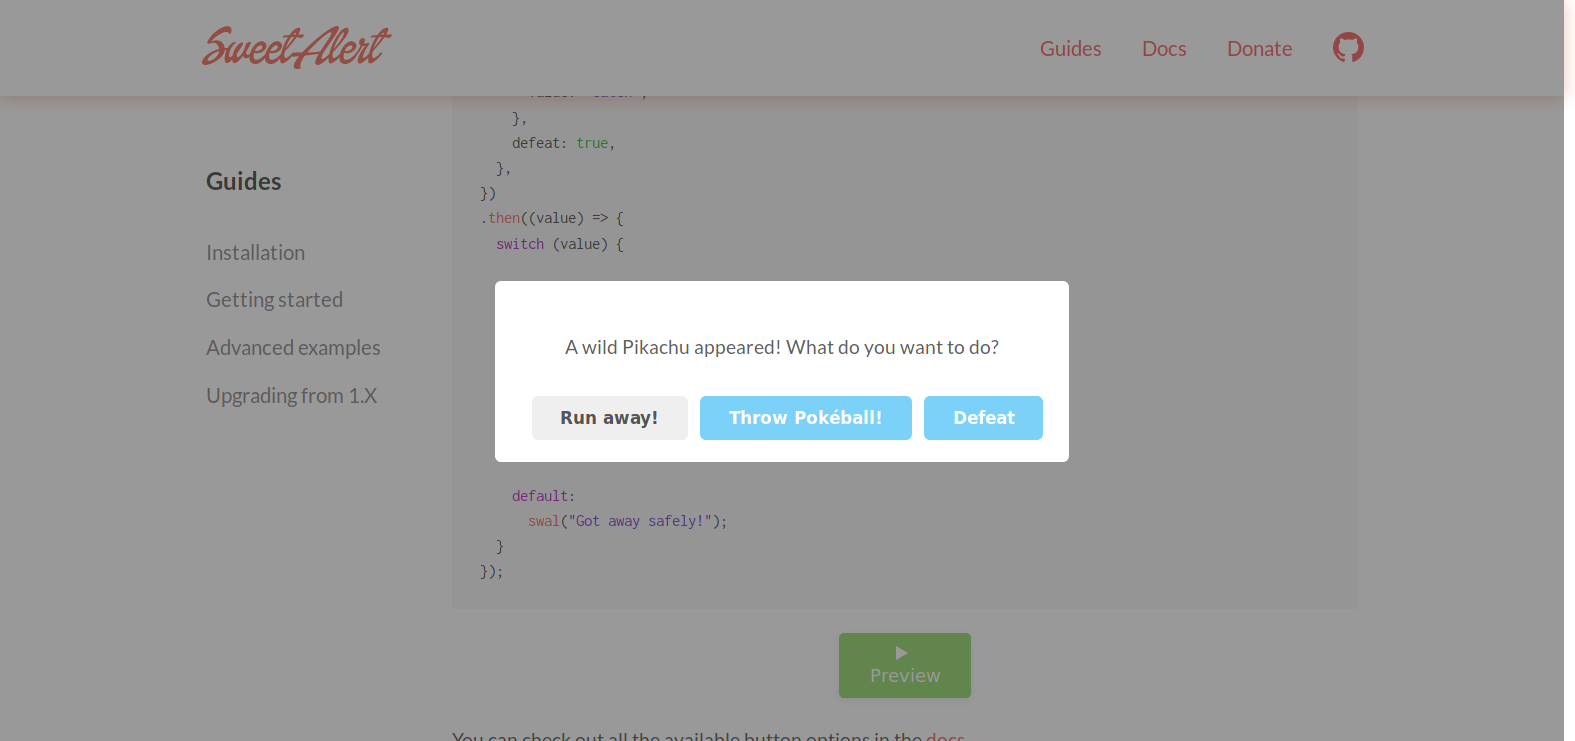 SweetAlert
Guides
Docs
Donate
value: "catch",
},
defeat: true,
},
})
.then((value) => {
switch (value) {
Guides
Installation
Getting started
Advanced examples
Upgrading from 1.X
A wild Pikachu appeared! What do you want to do?
Run away!
Throw Pokéball!
Defeat
default:
swal("Got away safely!");
}
});
Preview
You can check out all the available button options in the docs